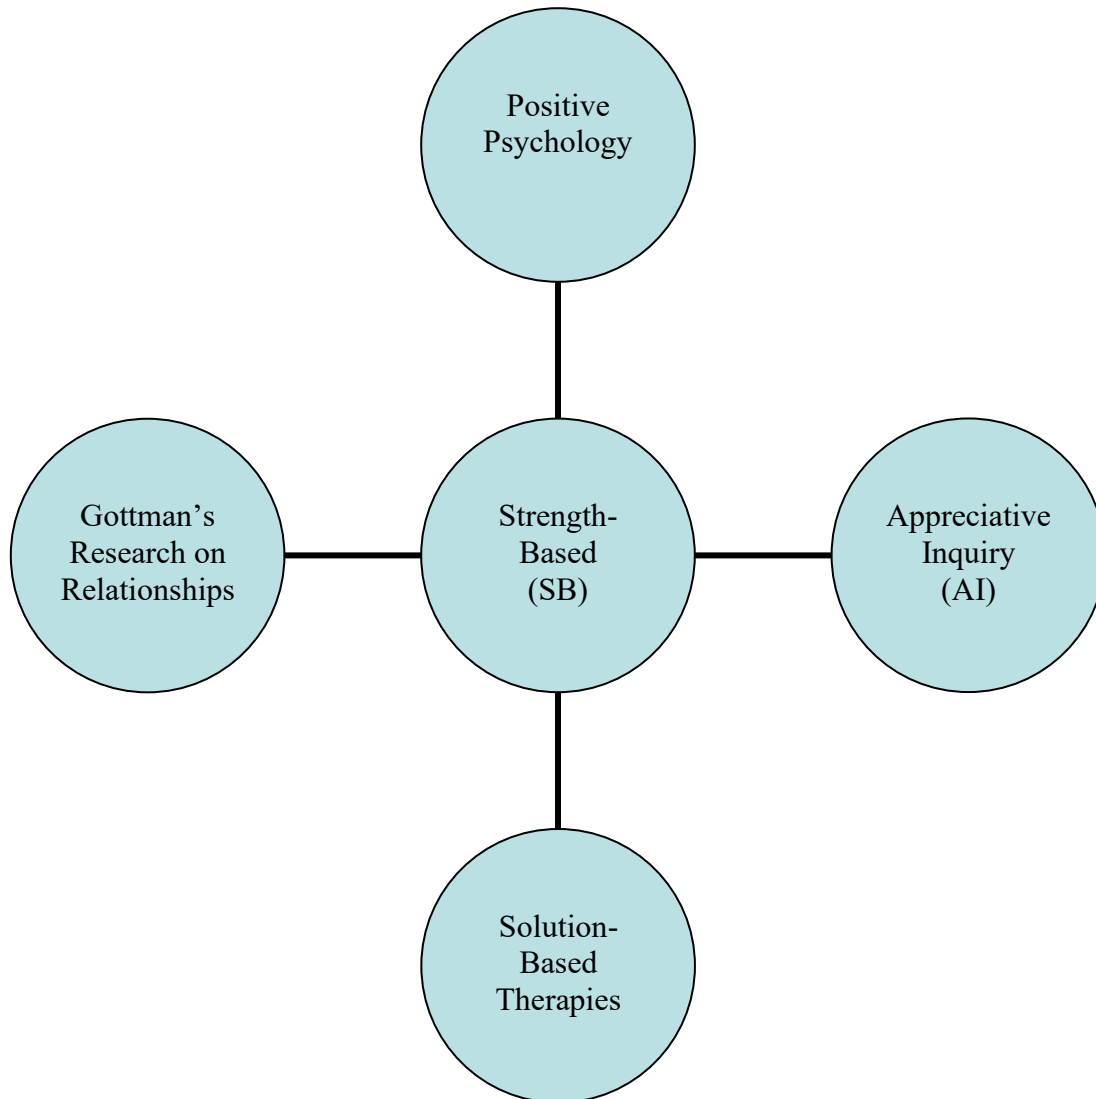 Positive
Psychology
Gottman’s
Research on
Relationships
Strength-
Based
(SB)
Appreciative
Inquiry
(AI)
Solution-
Based
Therapies